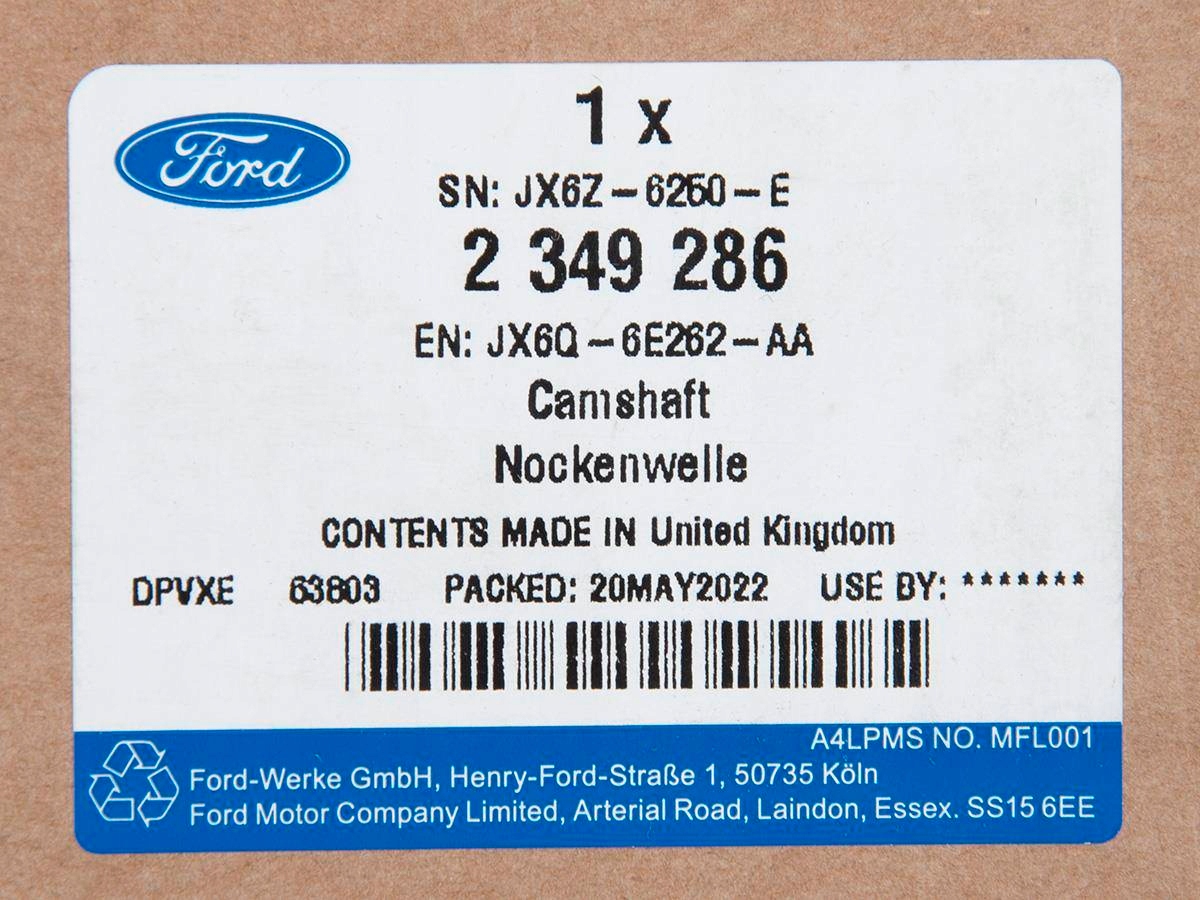 Ford
1 x
SN: JX6Z-6250-E
2 349 286
EN: JX6Q-6E262-AA
Camshaft
Nockenwelle
CONTENTS MADE IN United Kingdom
DPVXE 63803 PACKED: 20MAY2022 USE BY: *******
A4LPMS NO. MFL001
Ford-Werke GmbH, Henry-Ford-Straße 1, 50735 Köln
Ford Motor Company Limited, Arterial Road, Laindon, Essex. SS15 6EE